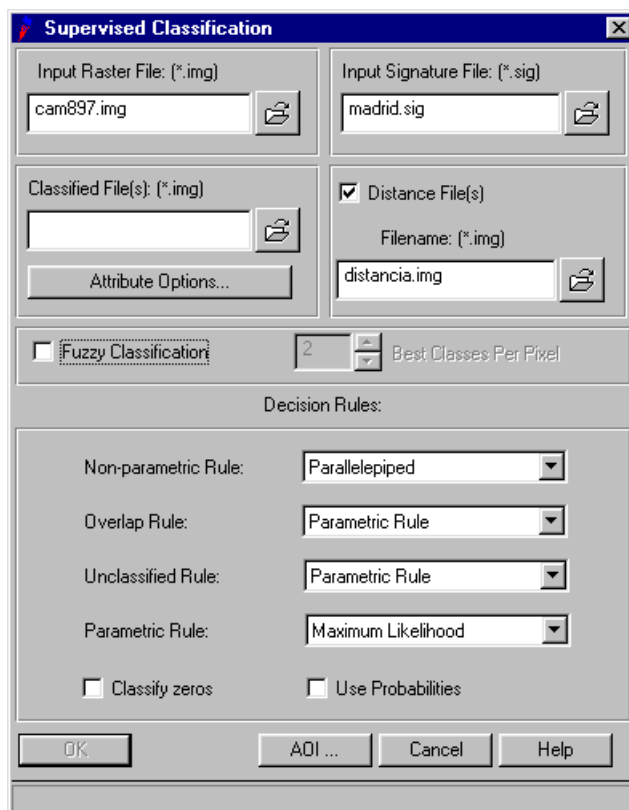 Supervised Classification
Input Raster File: (*.img)
Input Signature File: (*.sig)
cam897.img
madrid.sig
Classified File(s): (*.img)
Distance File(s)
Filename: (*.img)
Attribute Options...
distancia.img
Fuzzy Classification
2
Best Classes Per Pixel
Decision Rules:
Non-parametric Rule:
Parallelepiped
Overlap Rule:
Parametric Rule
Unclassified Rule:
Parametric Rule
Parametric Rule:
Maximum Likelihood
Classify zeros
Use Probabilities
OK
AOI ...
Cancel
Help